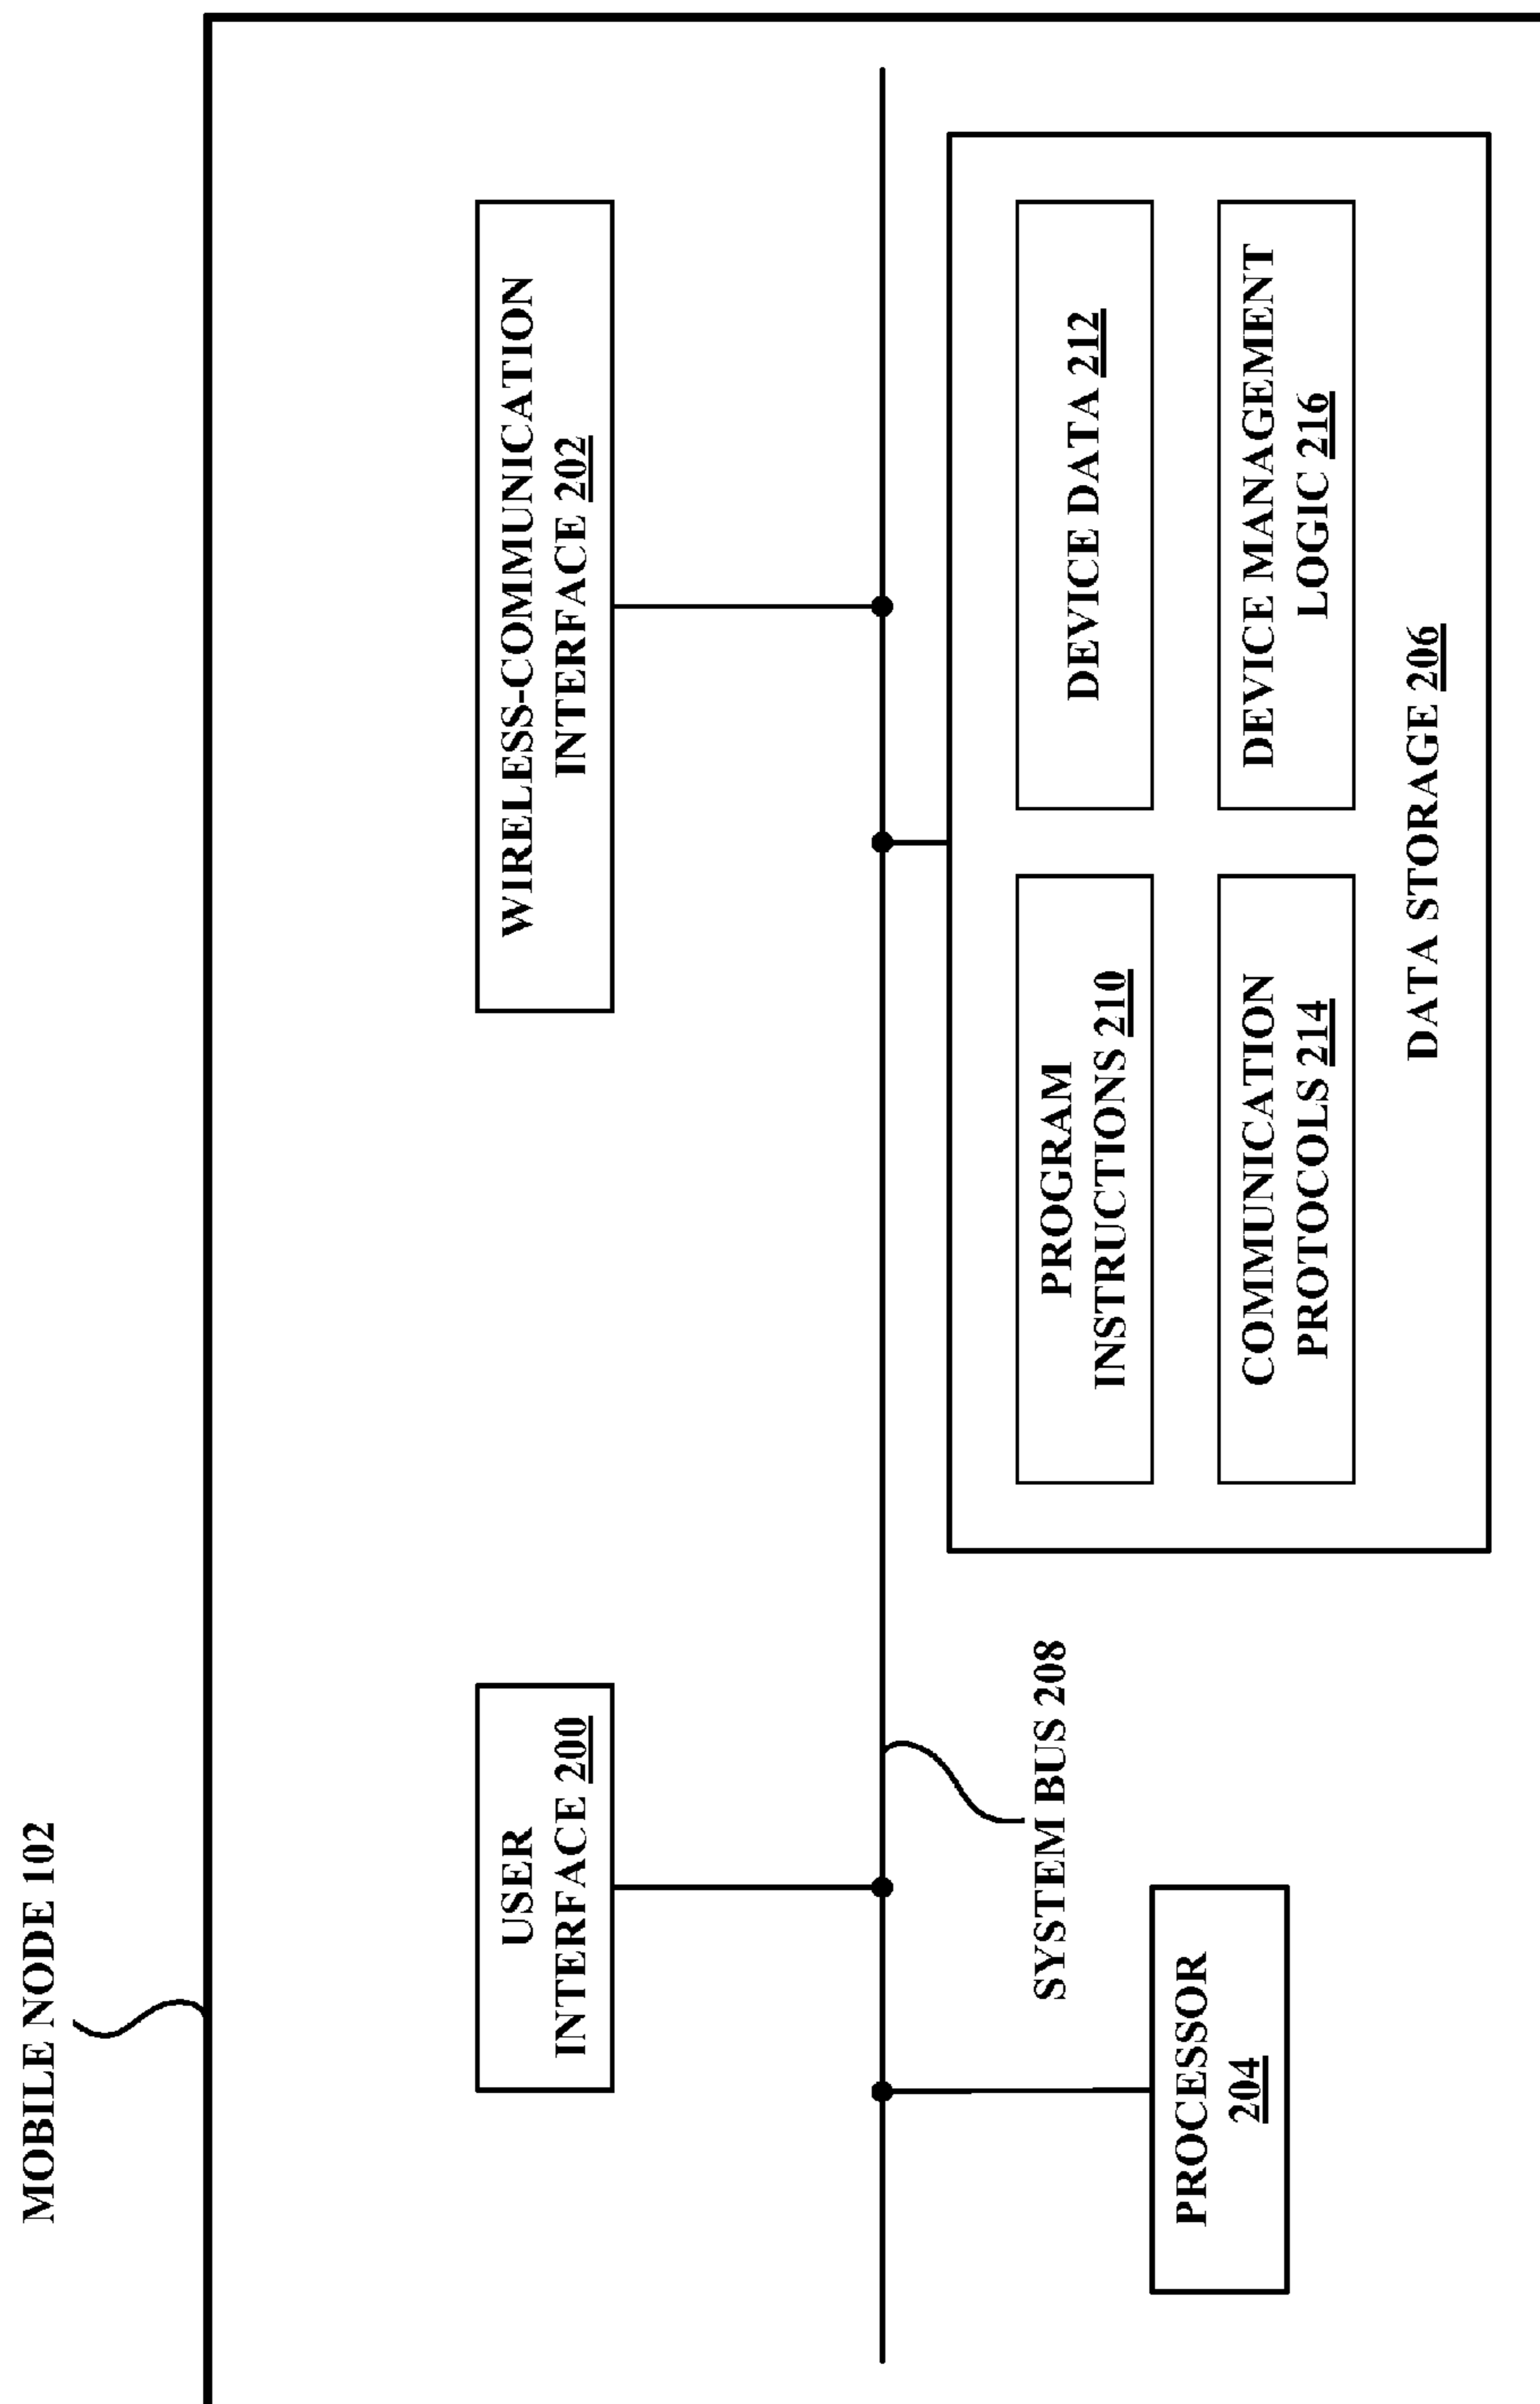 MOBILE NODE 102
USER
INTERFACE 200
WIRELESS-COMMUNICATION
INTERFACE 202
SYSTEM BUS 208
PROCESSOR
204
PROGRAM
INSTRUCTIONS 210
DEVICE DATA 212
COMMUNICATION
PROTOCOLS 214
DEVICE MANAGEMENT
LOGIC 216
DATA STORAGE 206